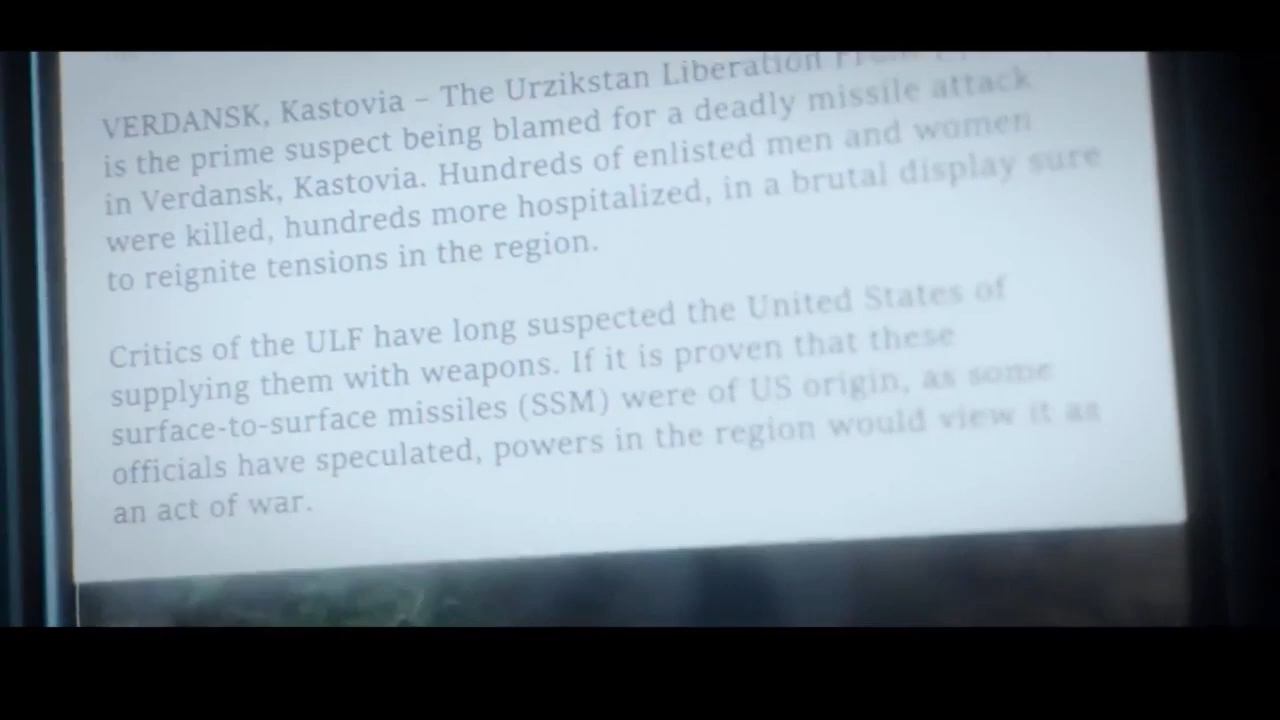 VERDANSK, Kastovia – The Urzikstan Liberation
is the prime suspect being blamed for a deadly missile attack
in Verdansk, Kastovia. Hundreds of enlisted men and women
were killed, hundreds more hospitalized, in a brutal display sure
to reignite tensions in the region.
Critics of the ULF have long suspected the United States of
supplying them with weapons. If it is proven that these
surface-to-surface missiles (SSM) were of US origin, as some
officials have speculated, powers in the region would view it as
an act of war.